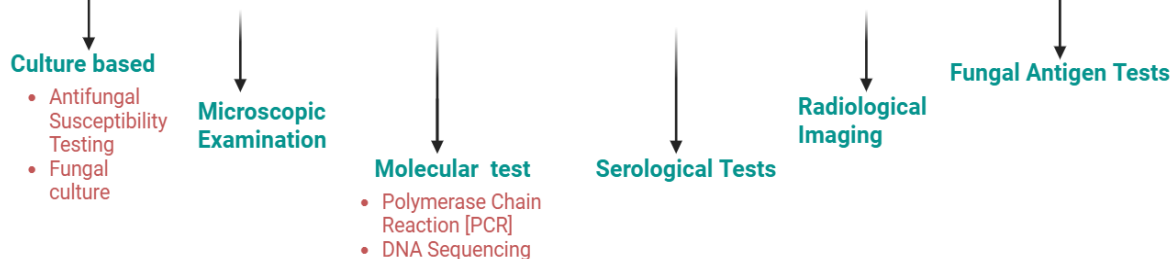 Culture based
• Antifungal
Susceptibility
Testing
• Fungal
culture
Microscopic
Examination
Molecular test
• Polymerase Chain
Reaction [PCR]
• DNA Sequencing
Serological Tests
Radiological
Imaging
Fungal Antigen Tests